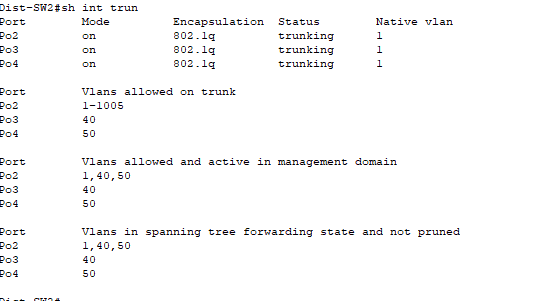 Dist-SW2#sh int trun
Port        Mode         Encapsulation  Status        Native vlan
Po2         on           802.1q         trunking      1
Po3         on           802.1q         trunking      1
Po4         on           802.1q         trunking      1
Port        Vlans allowed on trunk
Po2         1-1005
Po3         40
Po4         50
Port        Vlans allowed and active in management domain
Po2         1,40,50
Po3         40
Po4         50
Port        Vlans in spanning tree forwarding state and not pruned
Po2         1,40,50
Po3         40
Po4         50
Dist-SW2#